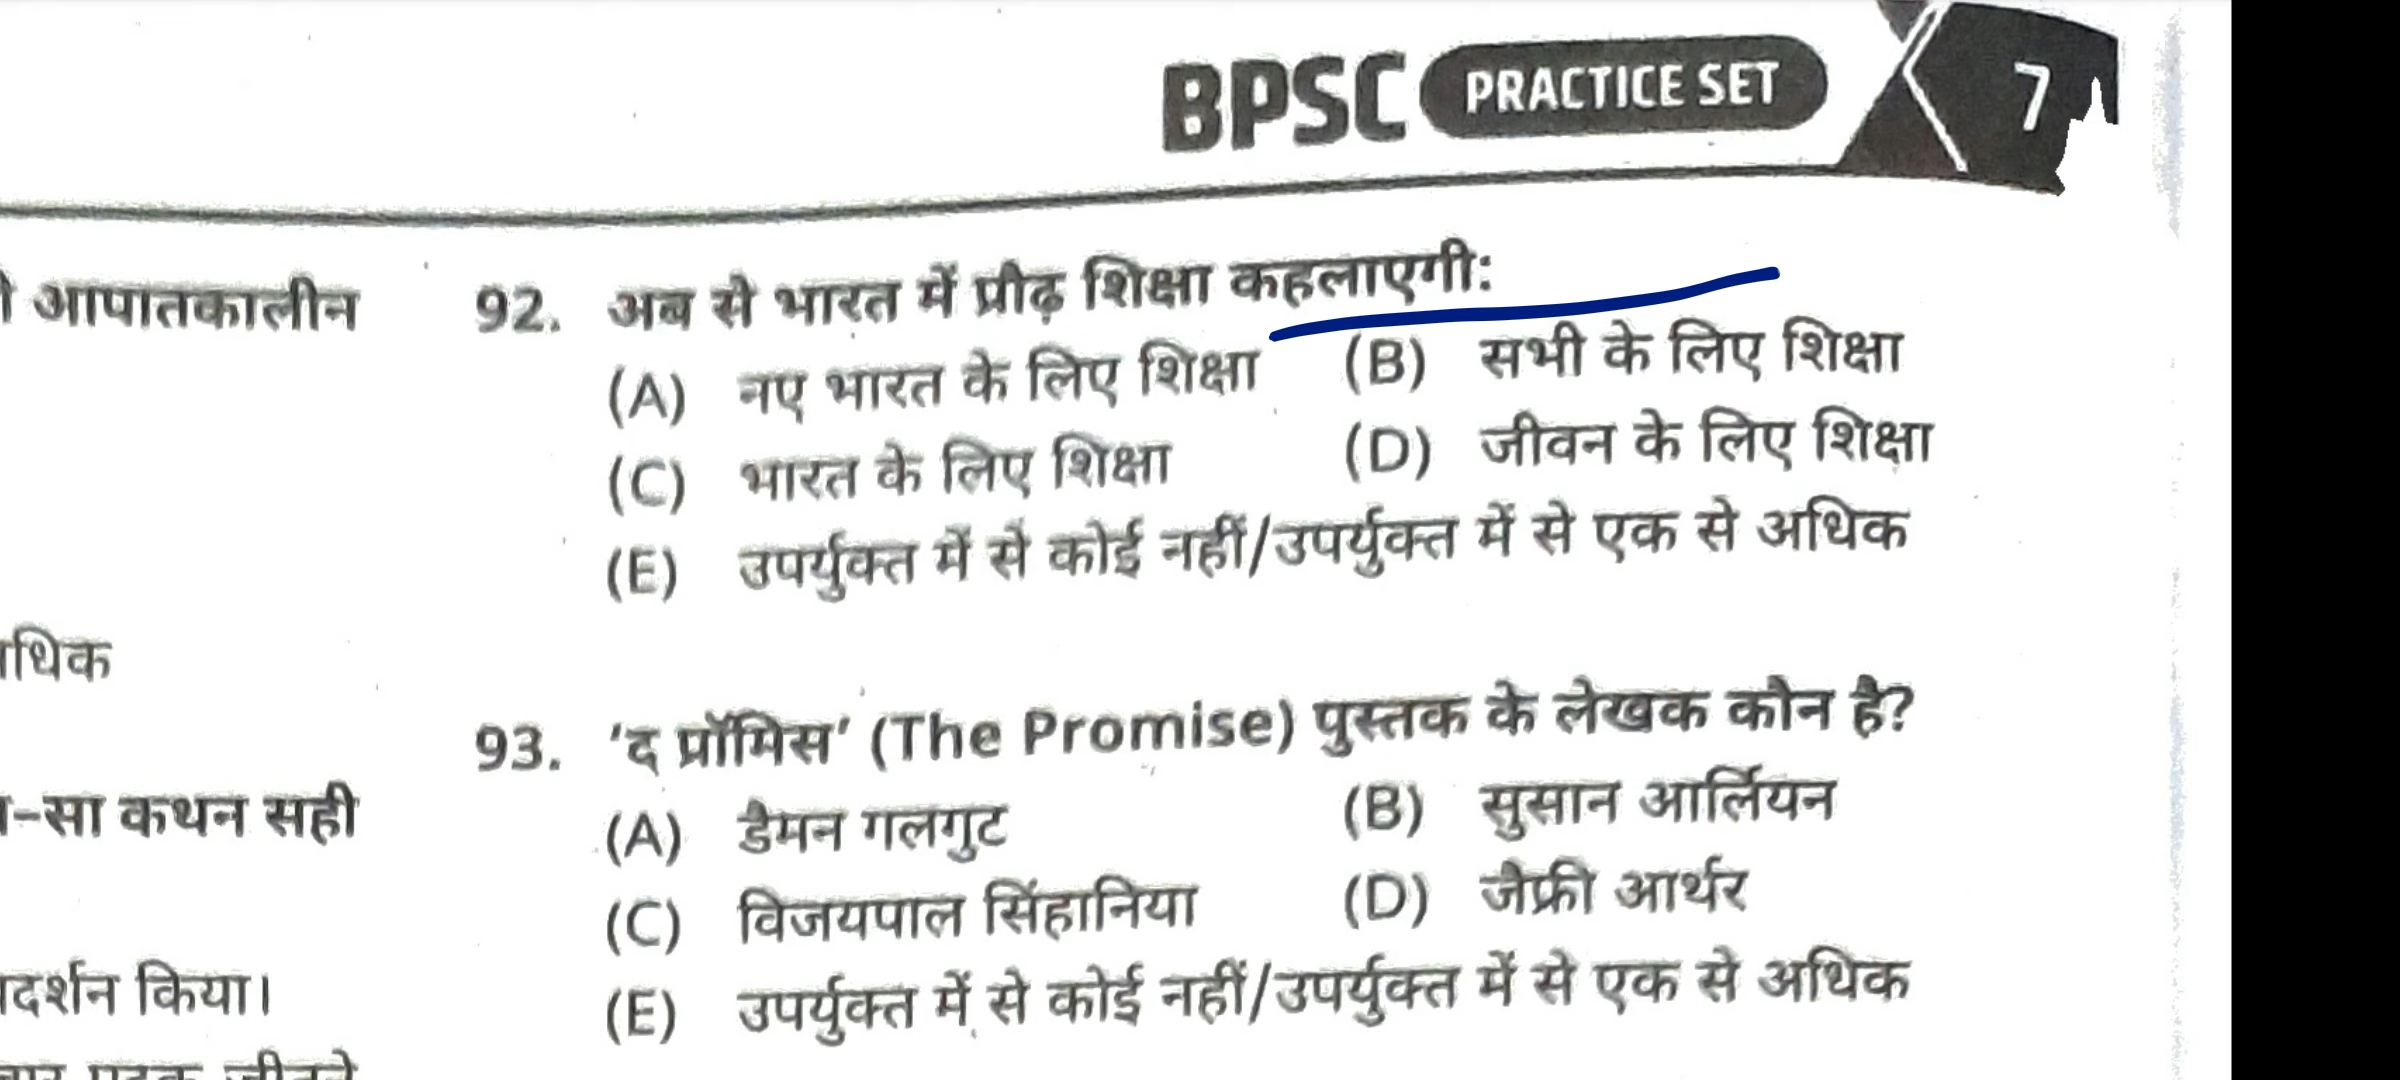 BPSC PRACTICE SET 7
आपातकालीन
धिक
-सा कथन सही
दर्शन किया।
92. अब से भारत में प्रौढ़ शिक्षा कहलाएगी:
(A) नए भारत के लिए शिक्षा (B) सभी के लिए शिक्षा
(C) भारत के लिए शिक्षा (D) जीवन के लिए शिक्षा
(E) उपर्युक्त में से कोई नहीं/उपर्युक्त में से एक से अधिक
93. 'द प्रॉमिस' (The Promise) पुस्तक के लेखक कौन है?
(A) डैमन गलगुट (B) सुसान आर्लियन
(C) विजयपाल सिंहानिया (D) जैफ्री आर्थर
(E) उपर्युक्त में से कोई नहीं/उपर्युक्त में से एक से अधिक